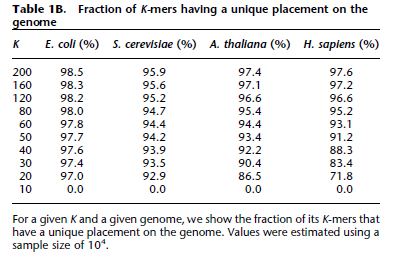 Table 1B. Fraction of K-mers having a unique placement on the
genome
K E. coli (%) S. cerevisiae (%) A. thaliana (%) H. sapiens (%)
200 98.5 95.9 97.4 97.6
160 98.3 95.6 97.1 97.2
120 98.2 95.2 96.6 96.6
80 98.0 94.7 95.4 95.2
60 97.8 94.4 94.4 93.1
50 97.7 94.2 93.4 91.2
40 97.6 93.9 92.2 88.3
30 97.4 93.5 90.4 83.4
20 97.0 92.9 86.5 71.8
10 0.0 0.0 0.0 0.0
For a given K and a given genome, we show the fraction of its K-mers that
have a unique placement on the genome. Values were estimated using a
sample size of 10⁴.